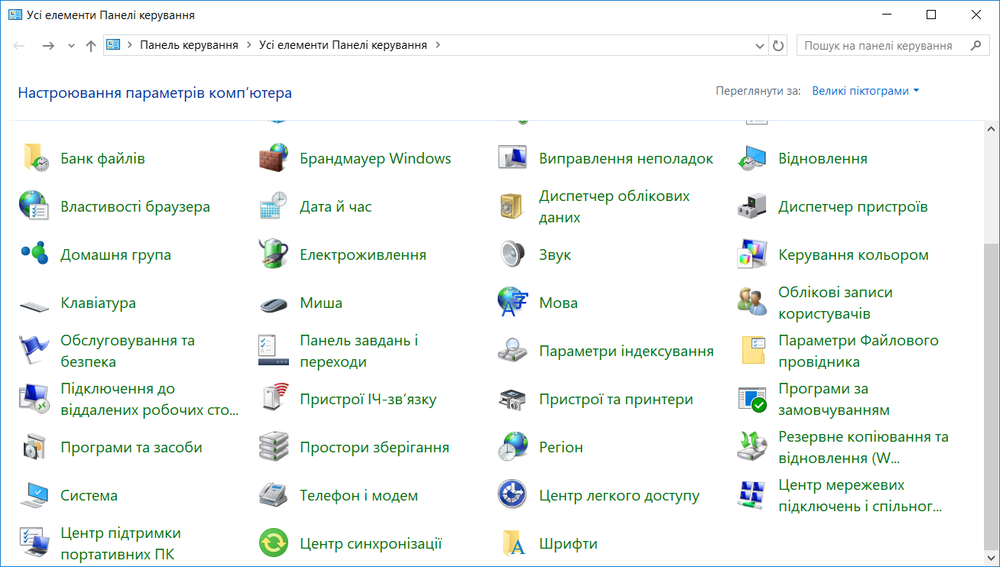 Усі елементи Панелі керування
Панель керування
Усі елементи Панелі керування
Пошук на панелі керування
Настроювання параметрів комп’ютера
Переглянути за:
Великі піктограми
Банк файлів
Брандмауер Windows
Виправлення неполадок
Відновлення
Властивості браузера
Дата й час
Диспетчер облікових
даних
Диспетчер пристроїв
Домашня група
Електроживлення
Звук
Керування кольором
Клавіатура
Миша
Мова
Облікові записи
користувачів
Обслуговування та
безпека
Панель завдань і
переходи
Параметри індексування
Параметри Файлового
провідника
Підключення до
віддалених робочих сто...
Пристрої ІЧ-зв’язку
Пристрої та принтери
Програми за
замовчуванням
Програми та засоби
Простори зберігання
Регіон
Резервне копіювання та
відновлення (W...
Система
Телефон і модем
Центр легкого доступу
Центр мережевих
підключень і спільног...
Центр підтримки
портативних ПК
Центр синхронізації
Шрифти